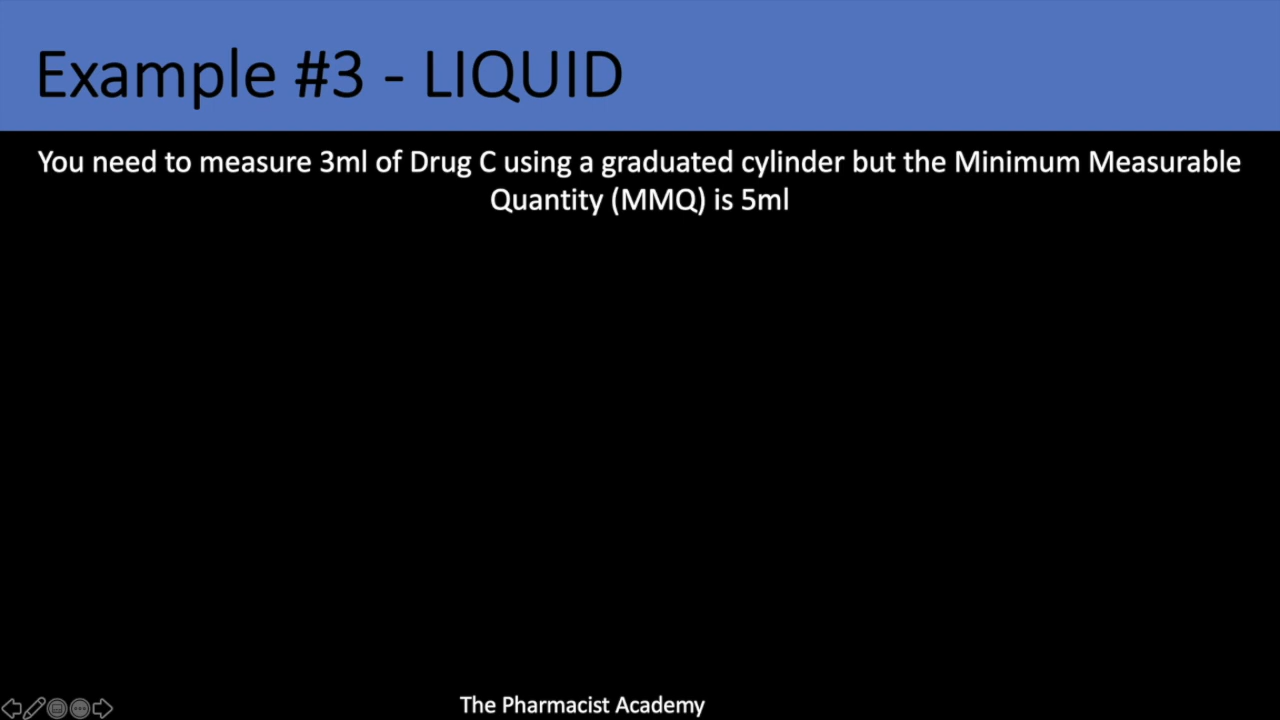 Example #3 - LIQUID
You need to measure 3ml of Drug C using a graduated cylinder but the Minimum Measurable
Quantity (MMQ) is 5ml
The Pharmacist Academy